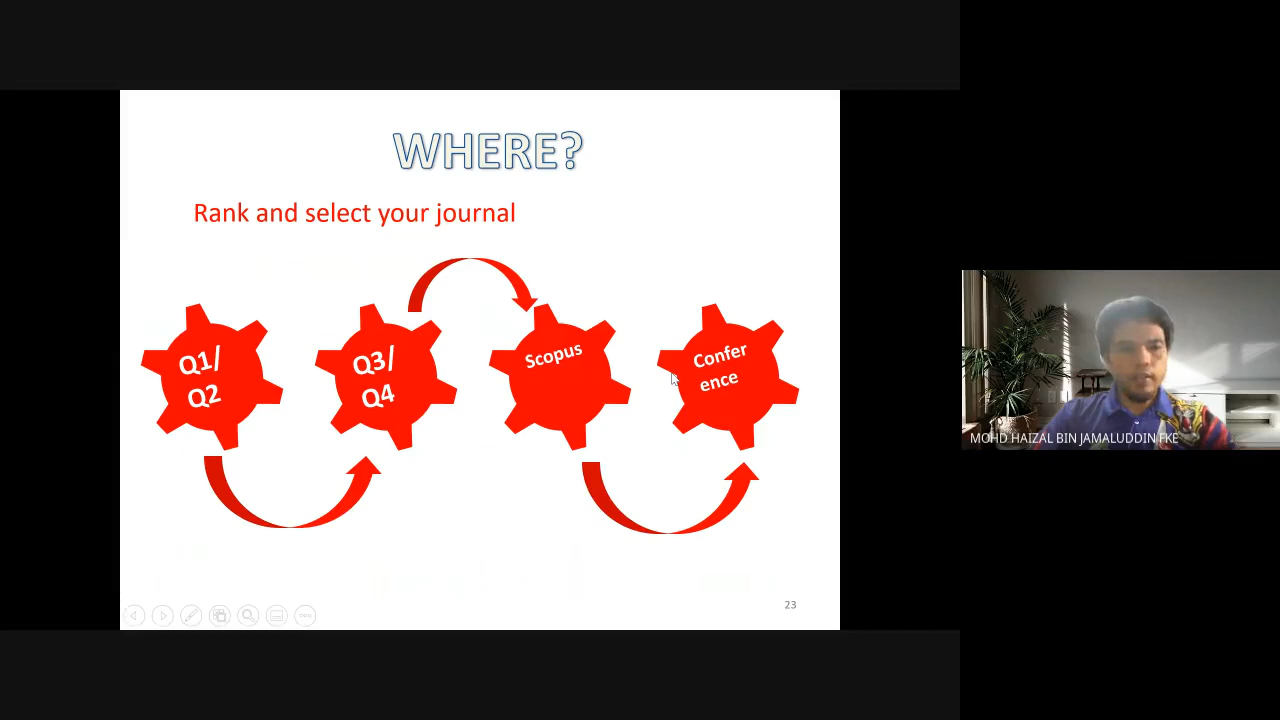 WHERE?
Rank and select your journal
Q1/
Q2
Q3/
Q4
Scopus
Confer
ence
MOHD HAIZAL BIN JAMALUDDIN FKE
23